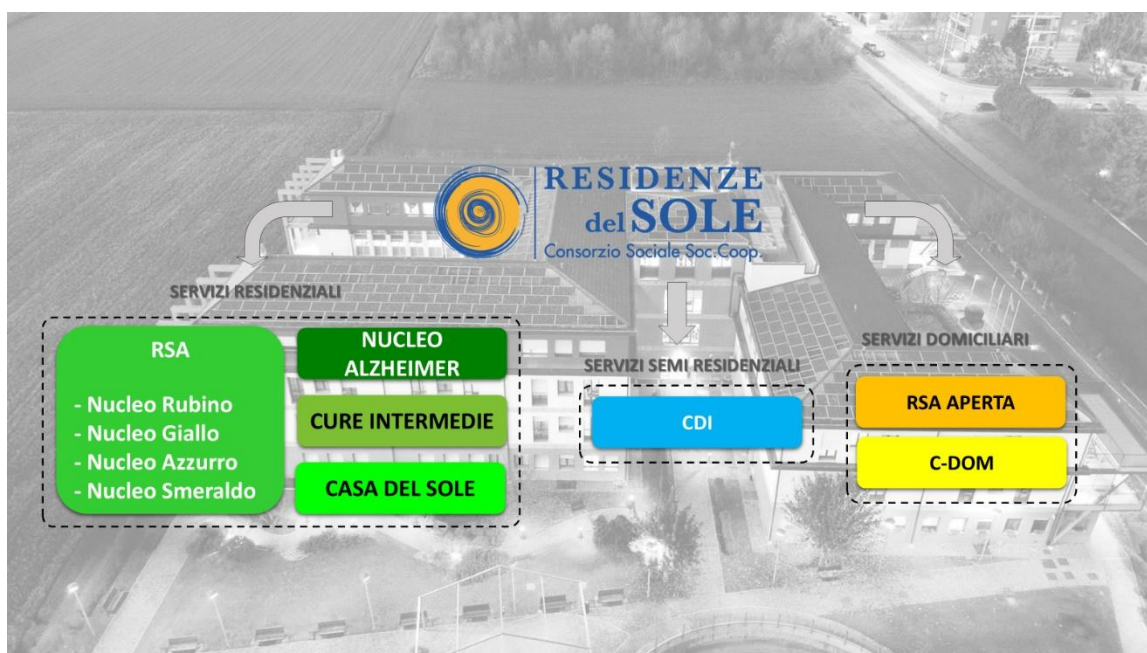 RESIDENZE
del SOLE
Consorzio Sociale Soc.Coop.
SERVIZI RESIDENZIALI
RSA
- Nucleo Rubino
- Nucleo Giallo
- Nucleo Azzurro
- Nucleo Smeraldo
NUCLEO
ALZHEIMER
CURE INTERMEDIE
CASA DEL SOLE
SERVIZI SEMI RESIDENZIALI
CDI
SERVIZI DOMICILIARI
RSA APERTA
C-DOM